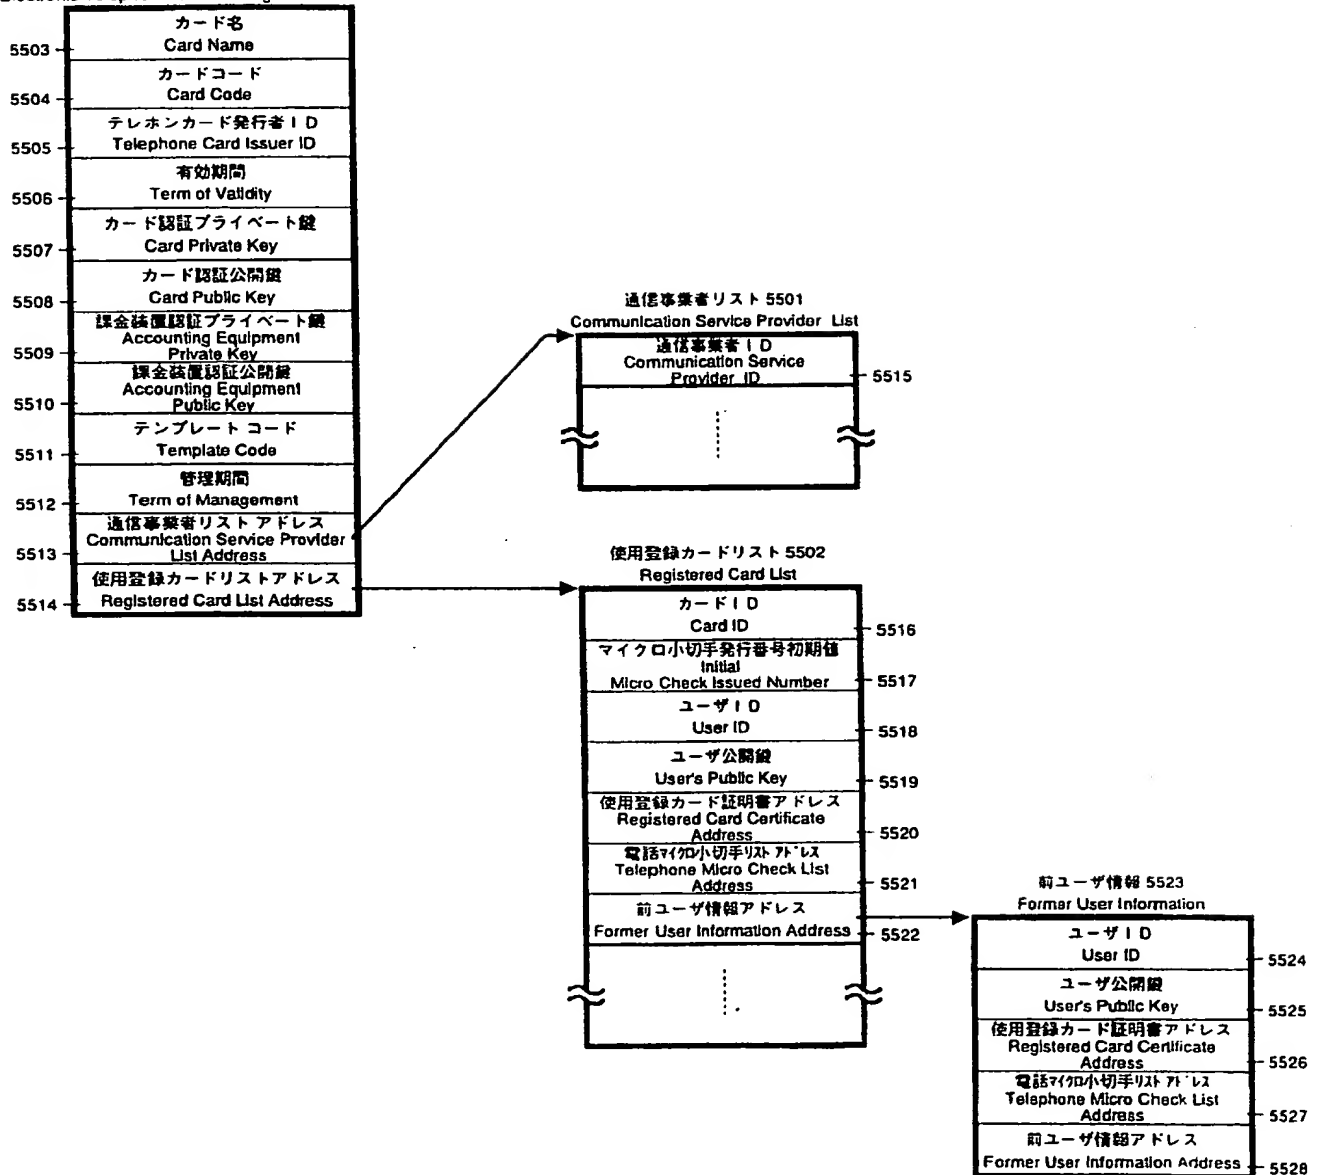 カード名
Card Name
5503
カードコード
Card Code
5504
テレホンカード発行者ID
Telephone Card Issuer ID
5505
有効期間
Term of Validity
5506
カード認証プライベート鍵
Card Private Key
5507
カード認証公開鍵
Card Public Key
5508
課金装置認証プライベート鍵
Accounting Equipment
Private Key
5509
課金装置認証公開鍵
Accounting Equipment
Public Key
5510
テンプレートコード
Template Code
5511
管理期間
Term of Management
5512
通信事業者リストアドレス
Communication Service Provider
List Address
5513
使用登録カードリストアドレス
Registered Card List Address
5514
通信事業者リスト 5501
Communication Service Provider List
通信事業者ID
Communication Service
Provider ID
5515
使用登録カードリスト 5502
Registered Card List
カードID
Card ID
5516
マイクロ小切手発行番号初期値
Initial
Micro Check Issued Number
5517
ユーザID
User ID
5518
ユーザ公開鍵
User's Public Key
5519
使用登録カード証明書アドレス
Registered Card Certificate
Address
5520
電話マイクロ小切手リストアドレス
Telephone Micro Check List
Address
5521
前ユーザ情報アドレス
Former User Information Address
5522
前ユーザ情報 5523
Former User Information
ユーザID
User ID
5524
ユーザ公開鍵
User's Public Key
5525
使用登録カード証明書アドレス
Registered Card Certificate
Address
5526
電話マイクロ小切手リストアドレス
Telephone Micro Check List
Address
5527
前ユーザ情報アドレス
Former User Information Address
5528